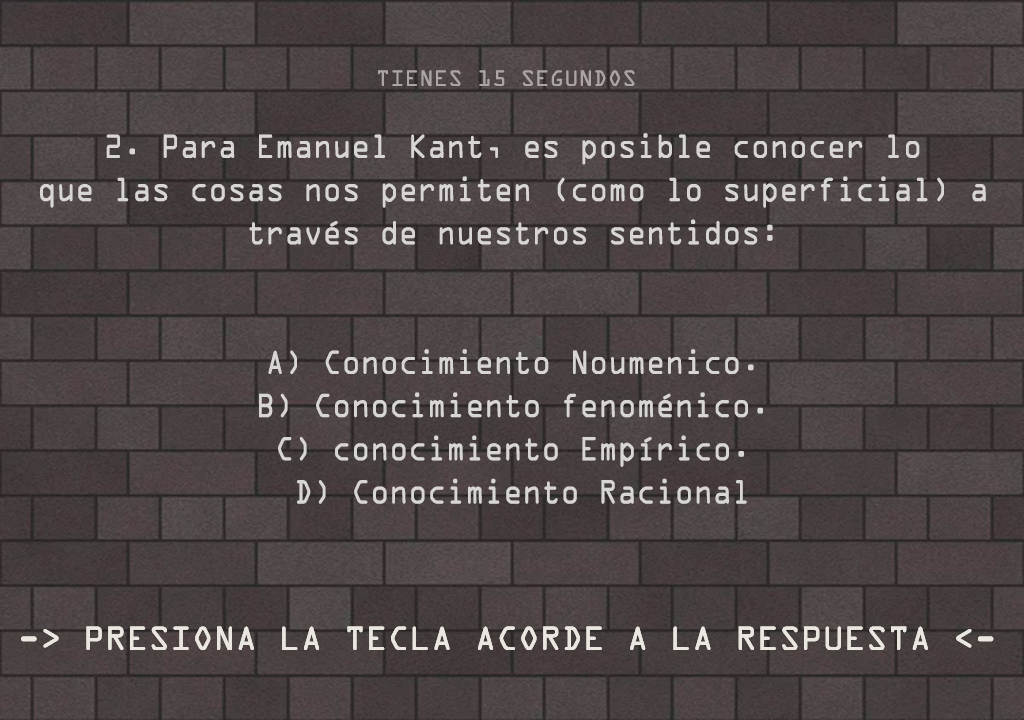 TIENES 15 SEGUNDOS
2. Para Emanuel Kant, es posible conocer lo
que las cosas nos permiten (como lo superficial) a
través de nuestros sentidos:
A) Conocimiento Noumenico.
B) Conocimiento fenoménico.
C) conocimiento Empírico.
D) Conocimiento Racional
-> PRESIONA LA TECLA ACORDE A LA RESPUESTA <-